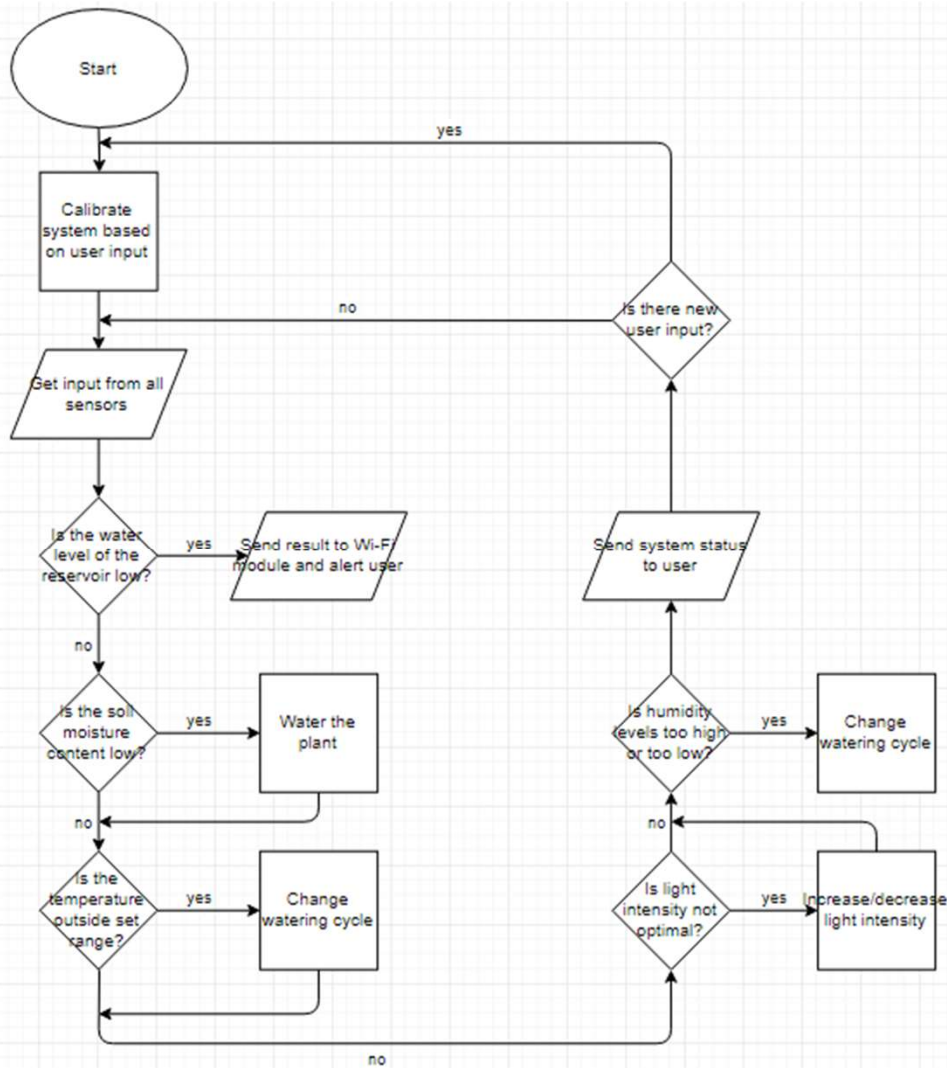 Start
yes
Calibrate
system based
on user input
no
Is there new
user input?
Get input from all
sensors
Is the water
level of the
reservoir low?
yes
Send result to Wi-Fi
module and alert user
Send system status
to user
no
Is the soil
moisture
content low?
yes
Water the
plant
Is humidity
levels too high
or too low?
yes
Change
watering cycle
no
no
Is the
temperature
outside set
range?
yes
Change
watering cycle
Is light
intensity not
optimal?
yes
Increase/decrease
light intensity
no